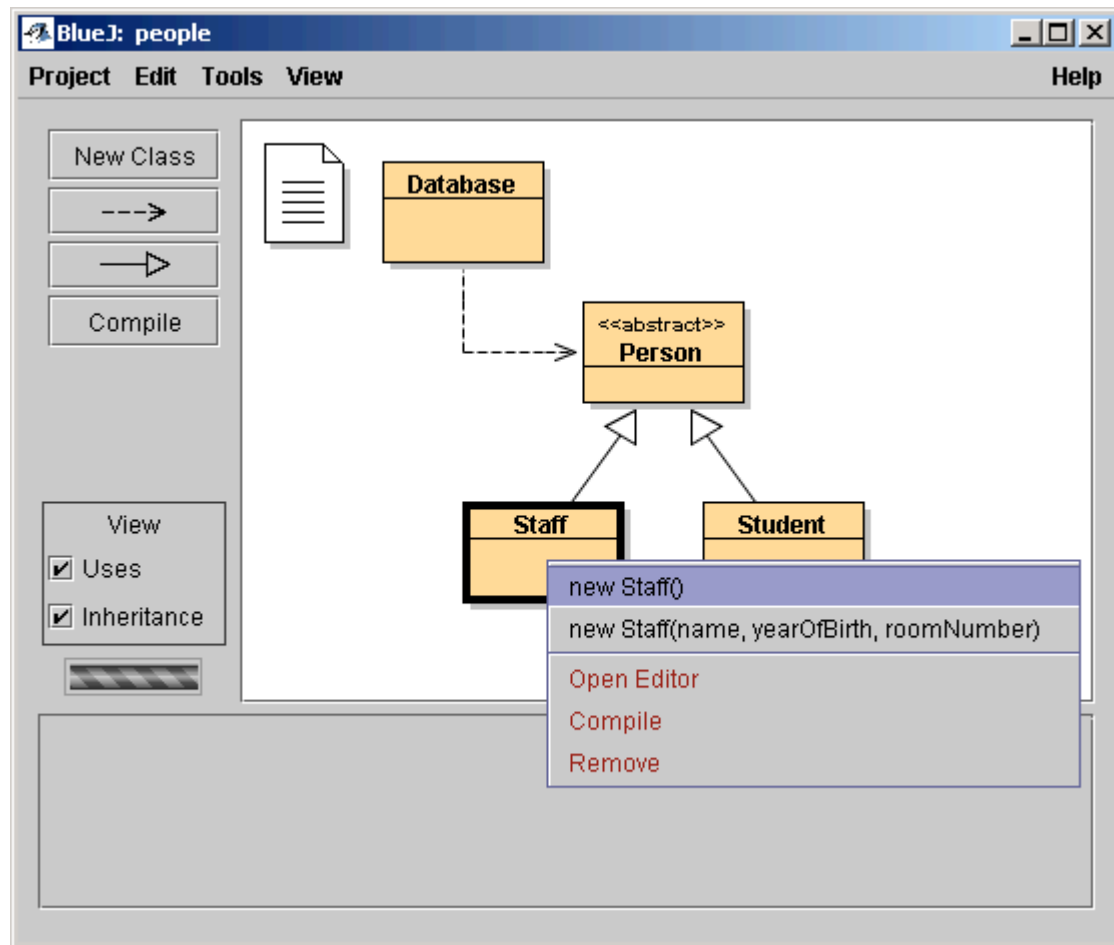 BlueJ: people
Project Edit Tools View Help
New Class
Compile
View
Uses
Inheritance
Database
<<abstract>>
Person
Staff
Student
new Staff()
new Staff(name, yearOfBirth, roomNumber)
Open Editor
Compile
Remove